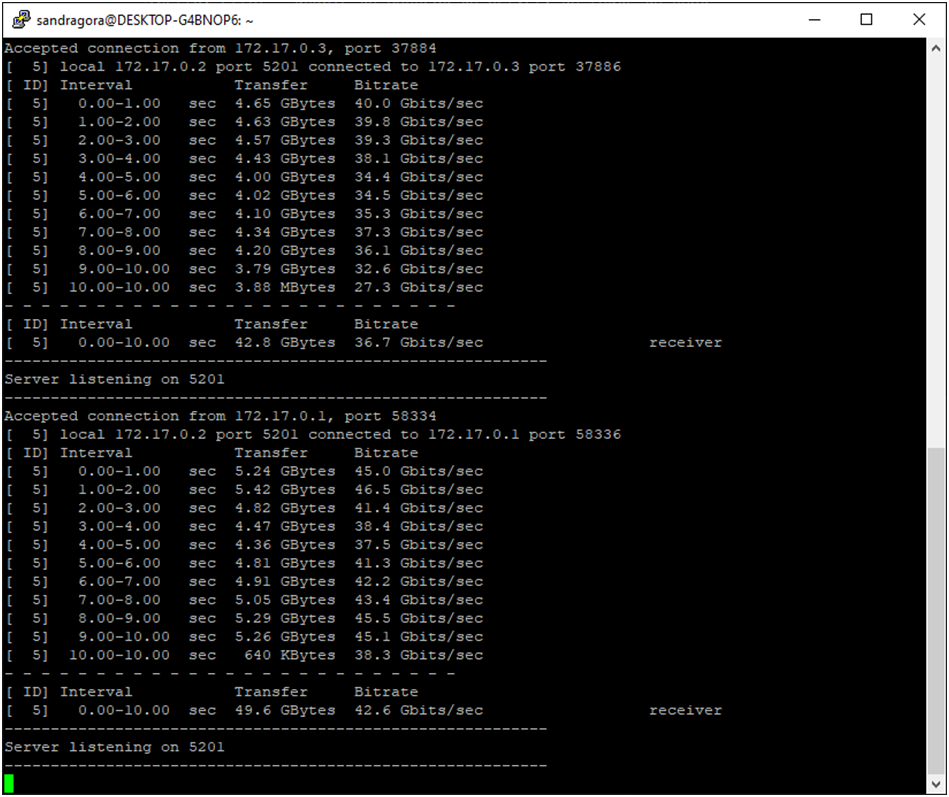 sandragora@DESKTOP-G4BNOP6: ~
Accepted connection from 172.17.0.3, port 37884
[  5] local 172.17.0.2 port 5201 connected to 172.17.0.3 port 37886
[ ID] Interval           Transfer     Bitrate
[  5]   0.00-1.00   sec  4.65 GBytes  40.0 Gbits/sec
[  5]   1.00-2.00   sec  4.63 GBytes  39.8 Gbits/sec
[  5]   2.00-3.00   sec  4.57 GBytes  39.3 Gbits/sec
[  5]   3.00-4.00   sec  4.43 GBytes  38.1 Gbits/sec
[  5]   4.00-5.00   sec  4.00 GBytes  34.4 Gbits/sec
[  5]   5.00-6.00   sec  4.02 GBytes  34.5 Gbits/sec
[  5]   6.00-7.00   sec  4.10 GBytes  35.3 Gbits/sec
[  5]   7.00-8.00   sec  4.34 GBytes  37.3 Gbits/sec
[  5]   8.00-9.00   sec  4.20 GBytes  36.1 Gbits/sec
[  5]   9.00-10.00  sec  3.79 GBytes  32.6 Gbits/sec
[  5]  10.00-10.00  sec  3.88 MBytes  27.3 Gbits/sec
- - - - - - - - - - - - - - - - - - - - - - - - -
[ ID] Interval           Transfer     Bitrate
[  5]   0.00-10.00  sec  42.8 GBytes  36.7 Gbits/sec                  receiver
-----------------------------------------------------------
Server listening on 5201
-----------------------------------------------------------
Accepted connection from 172.17.0.1, port 58334
[  5] local 172.17.0.2 port 5201 connected to 172.17.0.1 port 58336
[ ID] Interval           Transfer     Bitrate
[  5]   0.00-1.00   sec  5.24 GBytes  45.0 Gbits/sec
[  5]   1.00-2.00   sec  5.42 GBytes  46.5 Gbits/sec
[  5]   2.00-3.00   sec  4.82 GBytes  41.4 Gbits/sec
[  5]   3.00-4.00   sec  4.47 GBytes  38.4 Gbits/sec
[  5]   4.00-5.00   sec  4.36 GBytes  37.5 Gbits/sec
[  5]   5.00-6.00   sec  4.81 GBytes  41.3 Gbits/sec
[  5]   6.00-7.00   sec  4.91 GBytes  42.2 Gbits/sec
[  5]   7.00-8.00   sec  5.05 GBytes  43.4 Gbits/sec
[  5]   8.00-9.00   sec  5.29 GBytes  45.5 Gbits/sec
[  5]   9.00-10.00  sec  5.26 GBytes  45.1 Gbits/sec
[  5]  10.00-10.00  sec   640 KBytes  38.3 Gbits/sec
- - - - - - - - - - - - - - - - - - - - - - - - -
[ ID] Interval           Transfer     Bitrate
[  5]   0.00-10.00  sec  49.6 GBytes  42.6 Gbits/sec                  receiver
-----------------------------------------------------------
Server listening on 5201
-----------------------------------------------------------